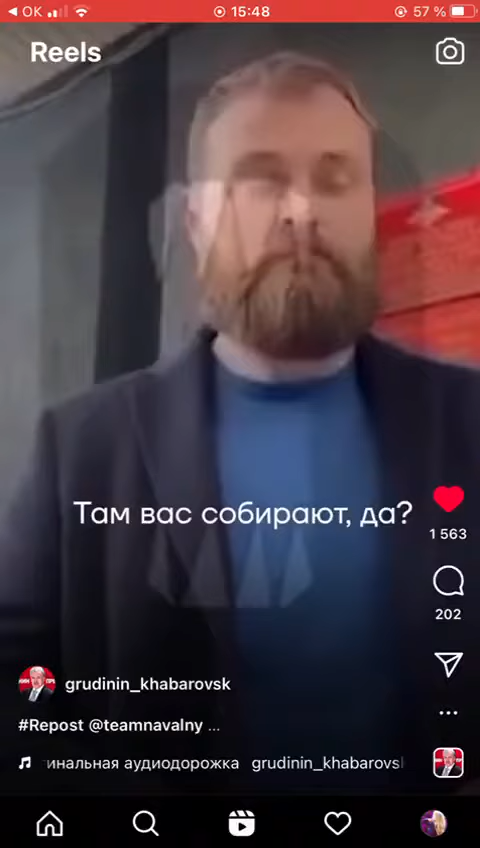 OK
15:48
57 %
Reels
Там вас собирают, да?
1 563
202
grudinin_khabarovsk
#Repost @teamnavalny ...
инальная аудиодорожка grudinin_khabarovsk